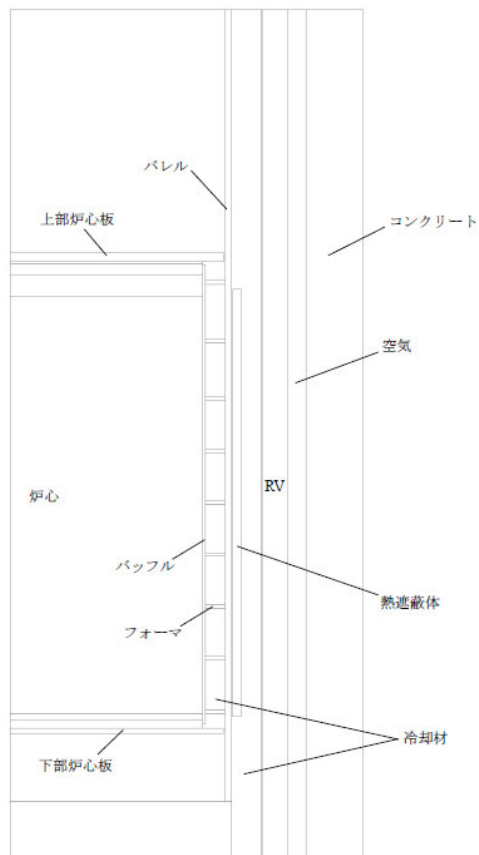 バレル
上部炉心板
コンクリート
空気
炉心
RV
バッフル
熱遮蔽体
フォーマ
冷却材
下部炉心板